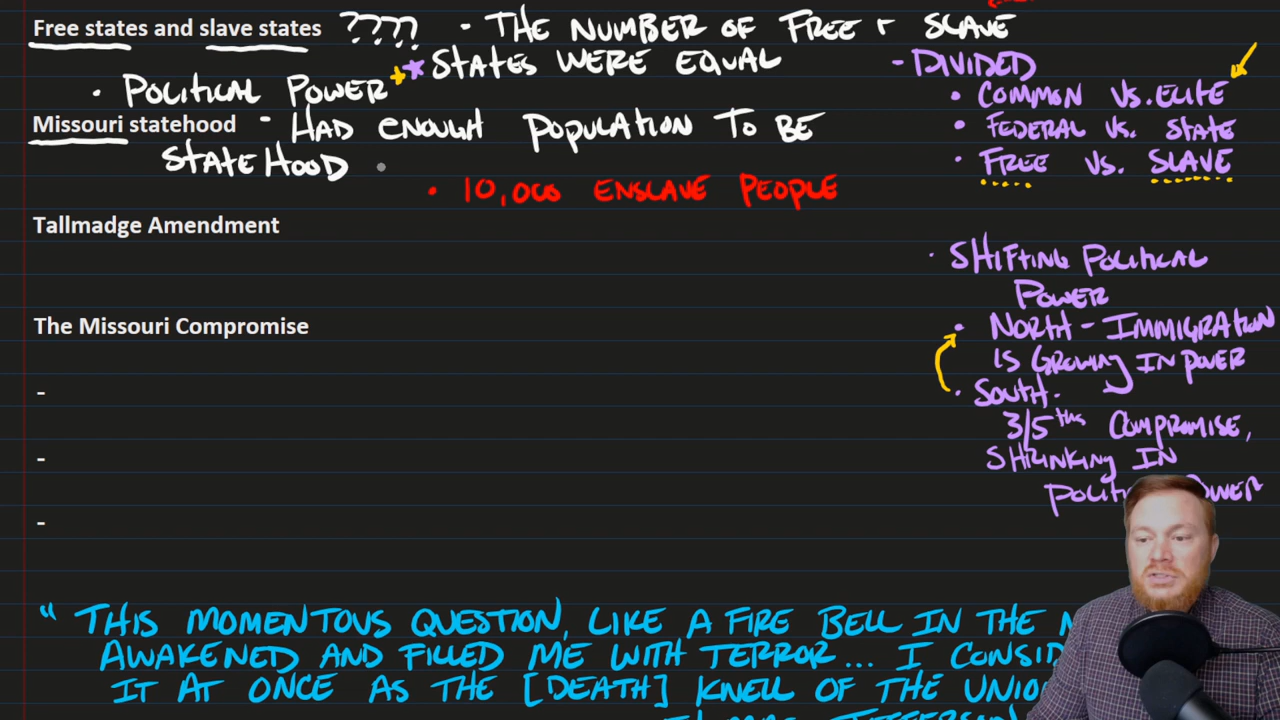 Free states and slave states ???? - THE NUMBER OF FREE + SLAVE
STATES WERE EQUAL
• POLITICAL POWER
Missouri statehood - HAD ENOUGH POPULATION TO BE
STATEHOOD
• 10,000 ENSLAVE PEOPLE
Tallmadge Amendment
The Missouri Compromise
-
-
-
- DIVIDED
• COMMON VS. ELITE
• FEDERAL VS. STATE
• FREE VS. SLAVE
• SHIFTING POLITICAL
POWER
• NORTH - IMMIGRATION
IS GROWING IN POWER
• SOUTH -
3/5ths COMPROMISE,
SHRINKING IN
" THIS MOMENTOUS QUESTION, LIKE A FIRE BELL IN THE
AWAKENED AND FILLED ME WITH TERROR... I
IT AT ONCE AS THE [DEATH] KNELL OF THE